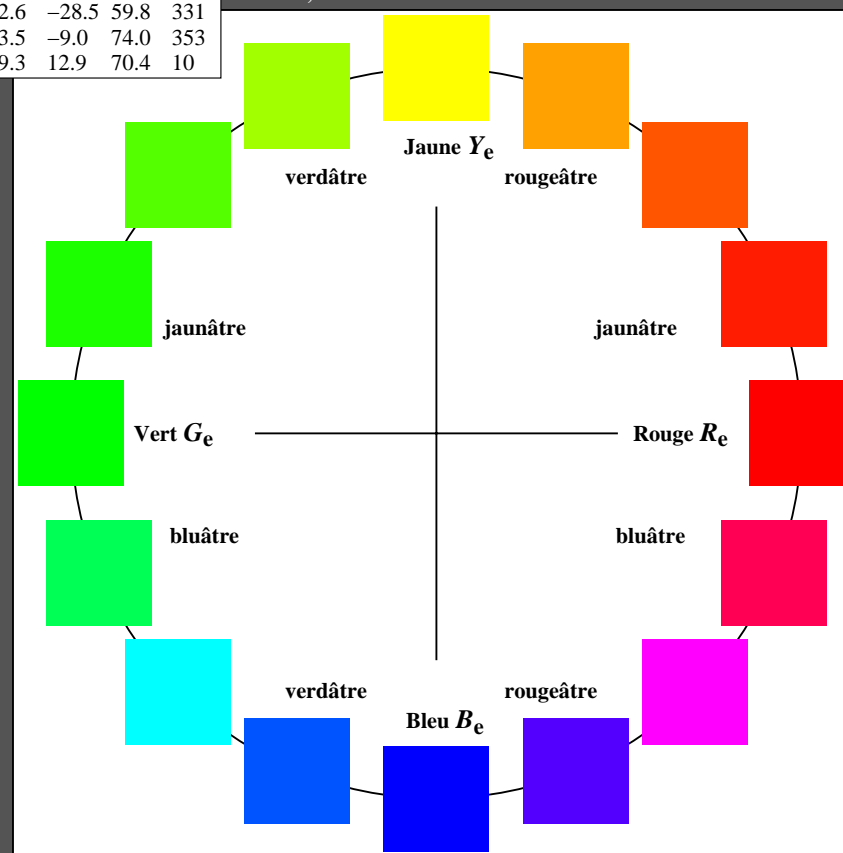 2.6 −28.5 59.8 331
3.5 −9.0 74.0 353
9.3 12.9 70.4 10
Jaune Yₑ
verdâtre rougeâtre
jaunâtre jaunâtre
Vert Gₑ Rouge Rₑ
bluâtre bluâtre
verdâtre rougeâtre
Bleu Bₑ